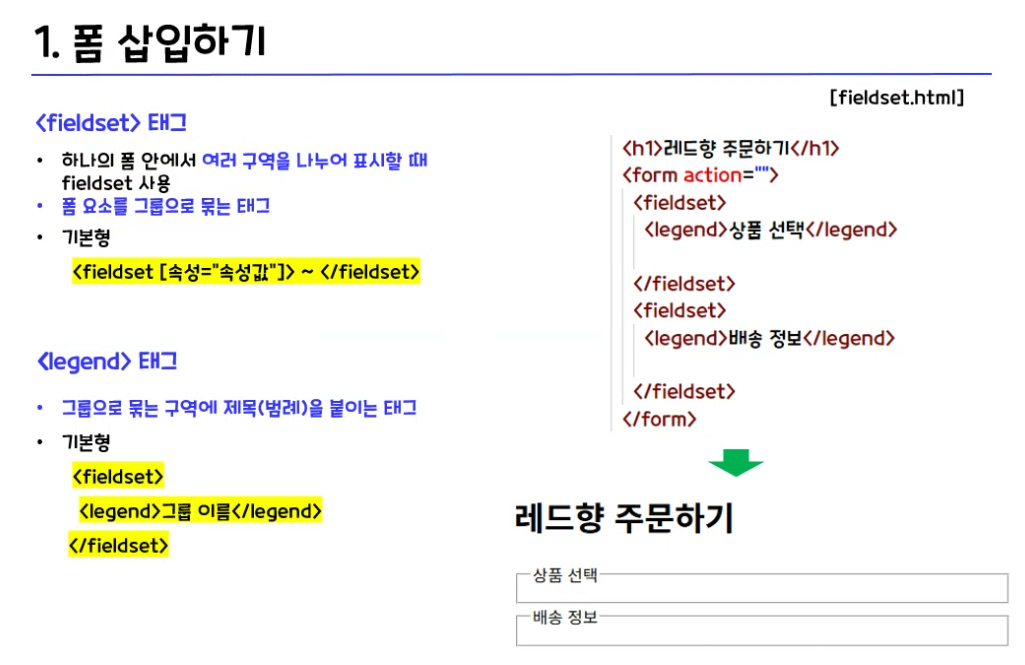 1. 폼 삽입하기
<fieldset> 태그
• 하나의 폼 안에서 여러 구역을 나누어 표시할 때
fieldset 사용
• 폼 요소를 그룹으로 묶는 태그
• 기본형
<fieldset [속성="속성값"]> ~ </fieldset>
<legend> 태그
• 그룹으로 묶는 구역에 제목(범례)을 붙이는 태그
• 기본형
<fieldset>
<legend>그룹 이름</legend>
</fieldset>
[fieldset.html]
<h1>레드향 주문하기</h1>
<form action="">
<fieldset>
<legend>상품 선택</legend>
</fieldset>
<fieldset>
<legend>배송 정보</legend>
</fieldset>
</form>
레드향 주문하기
상품 선택
배송 정보